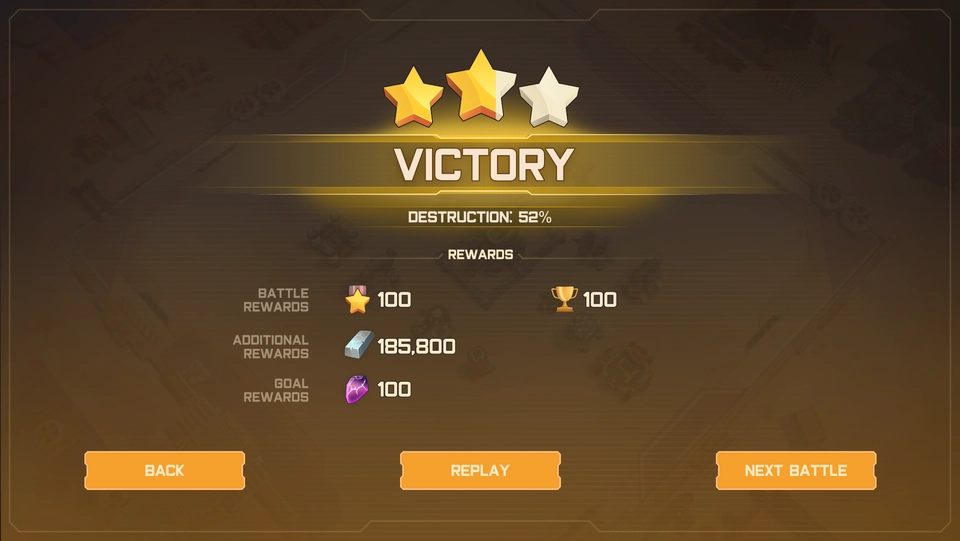 VICTORY
DESTRUCTION: 52%
REWARDS
BATTLE
REWARDS
100
100
ADDITIONAL
REWARDS
185,800
GOAL
REWARDS
100
BACK
REPLAY
NEXT BATTLE